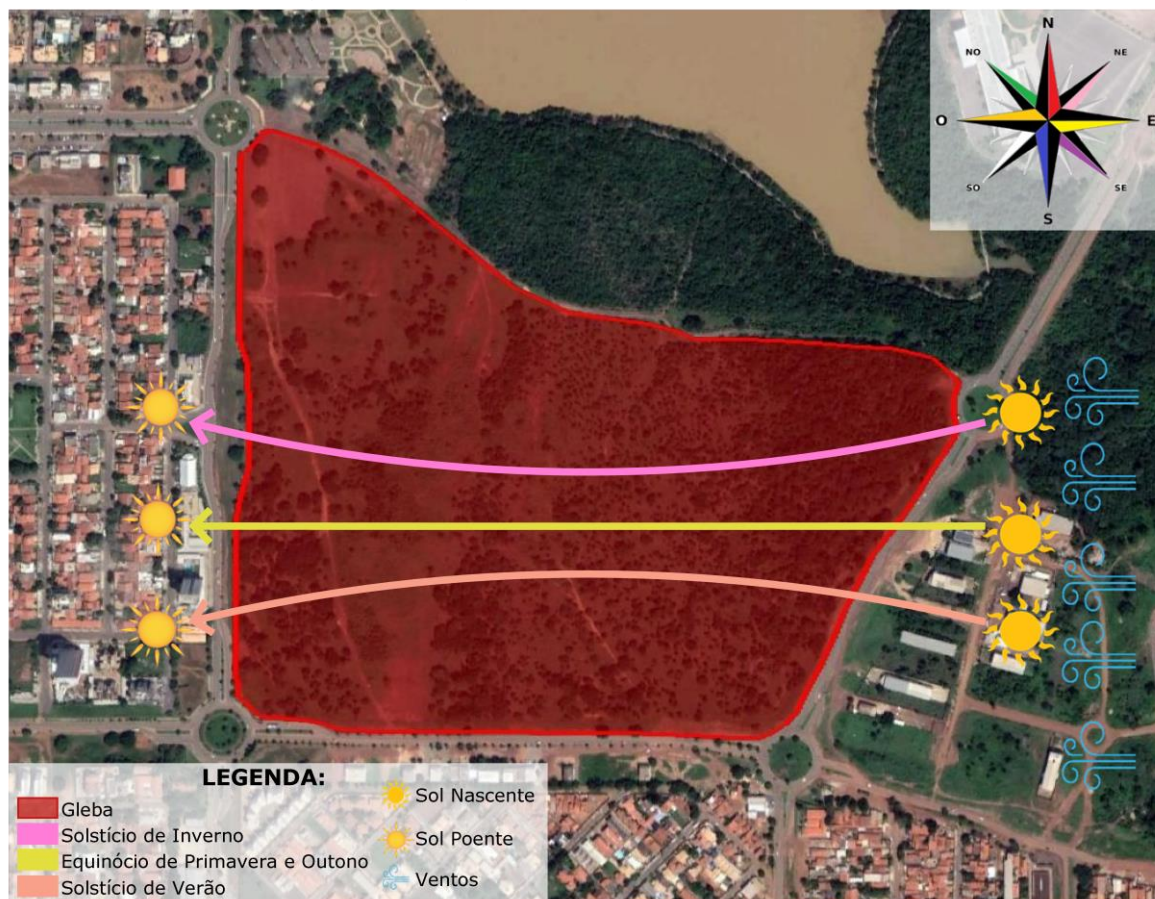 N
NO NE
O E
SO SE
S
LEGENDA:
Gleba
Solstício de Inverno
Equinócio de Primavera e Outono
Solstício de Verão
Sol Nascente
Sol Poente
Ventos